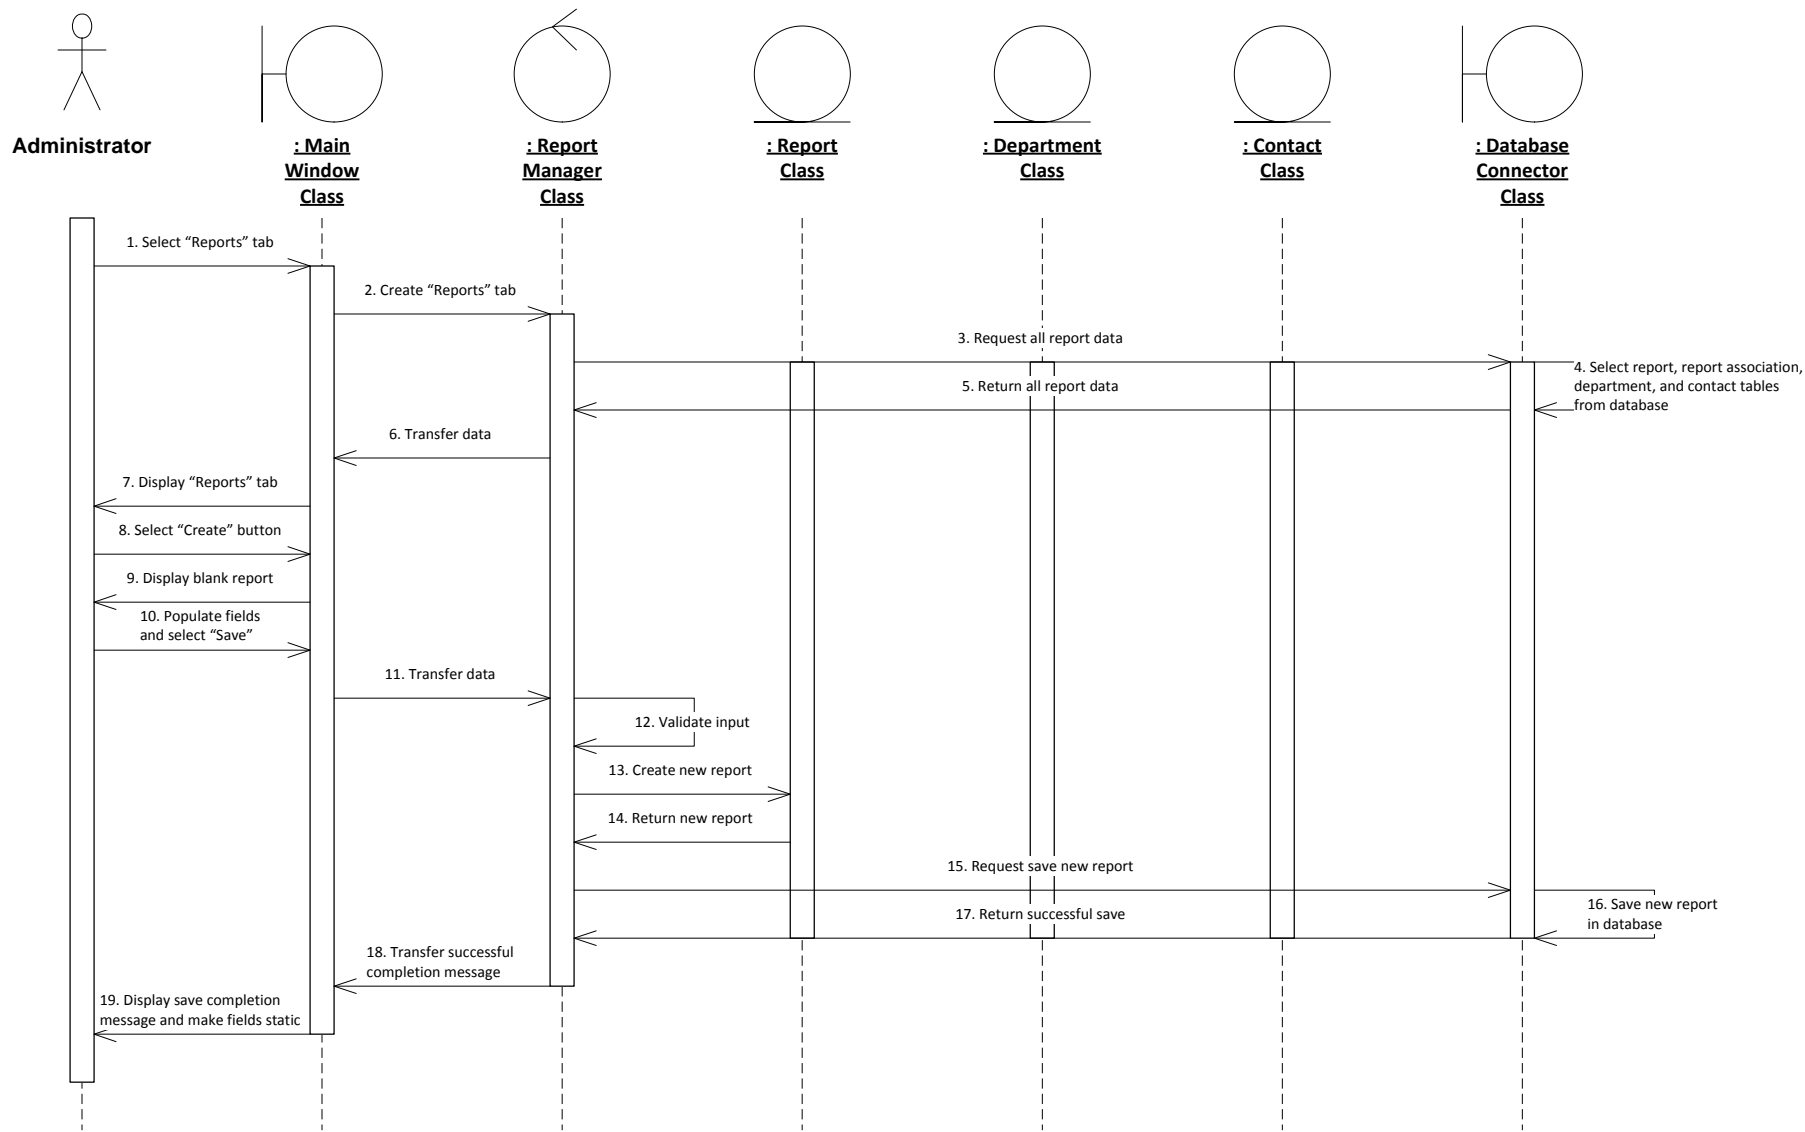 Administrator
: Main
Window
Class
: Report
Manager
Class
: Report
Class
: Department
Class
: Contact
Class
: Database
Connector
Class
1. Select “Reports” tab
2. Create “Reports” tab
3. Request all report data
4. Select report, report association,
department, and contact tables
from database
5. Return all report data
6. Transfer data
7. Display “Reports” tab
8. Select “Create” button
9. Display blank report
10. Populate fields
and select “Save”
11. Transfer data
12. Validate input
13. Create new report
14. Return new report
15. Request save new report
16. Save new report
in database
17. Return successful save
18. Transfer successful
completion message
19. Display save completion
message and make fields static